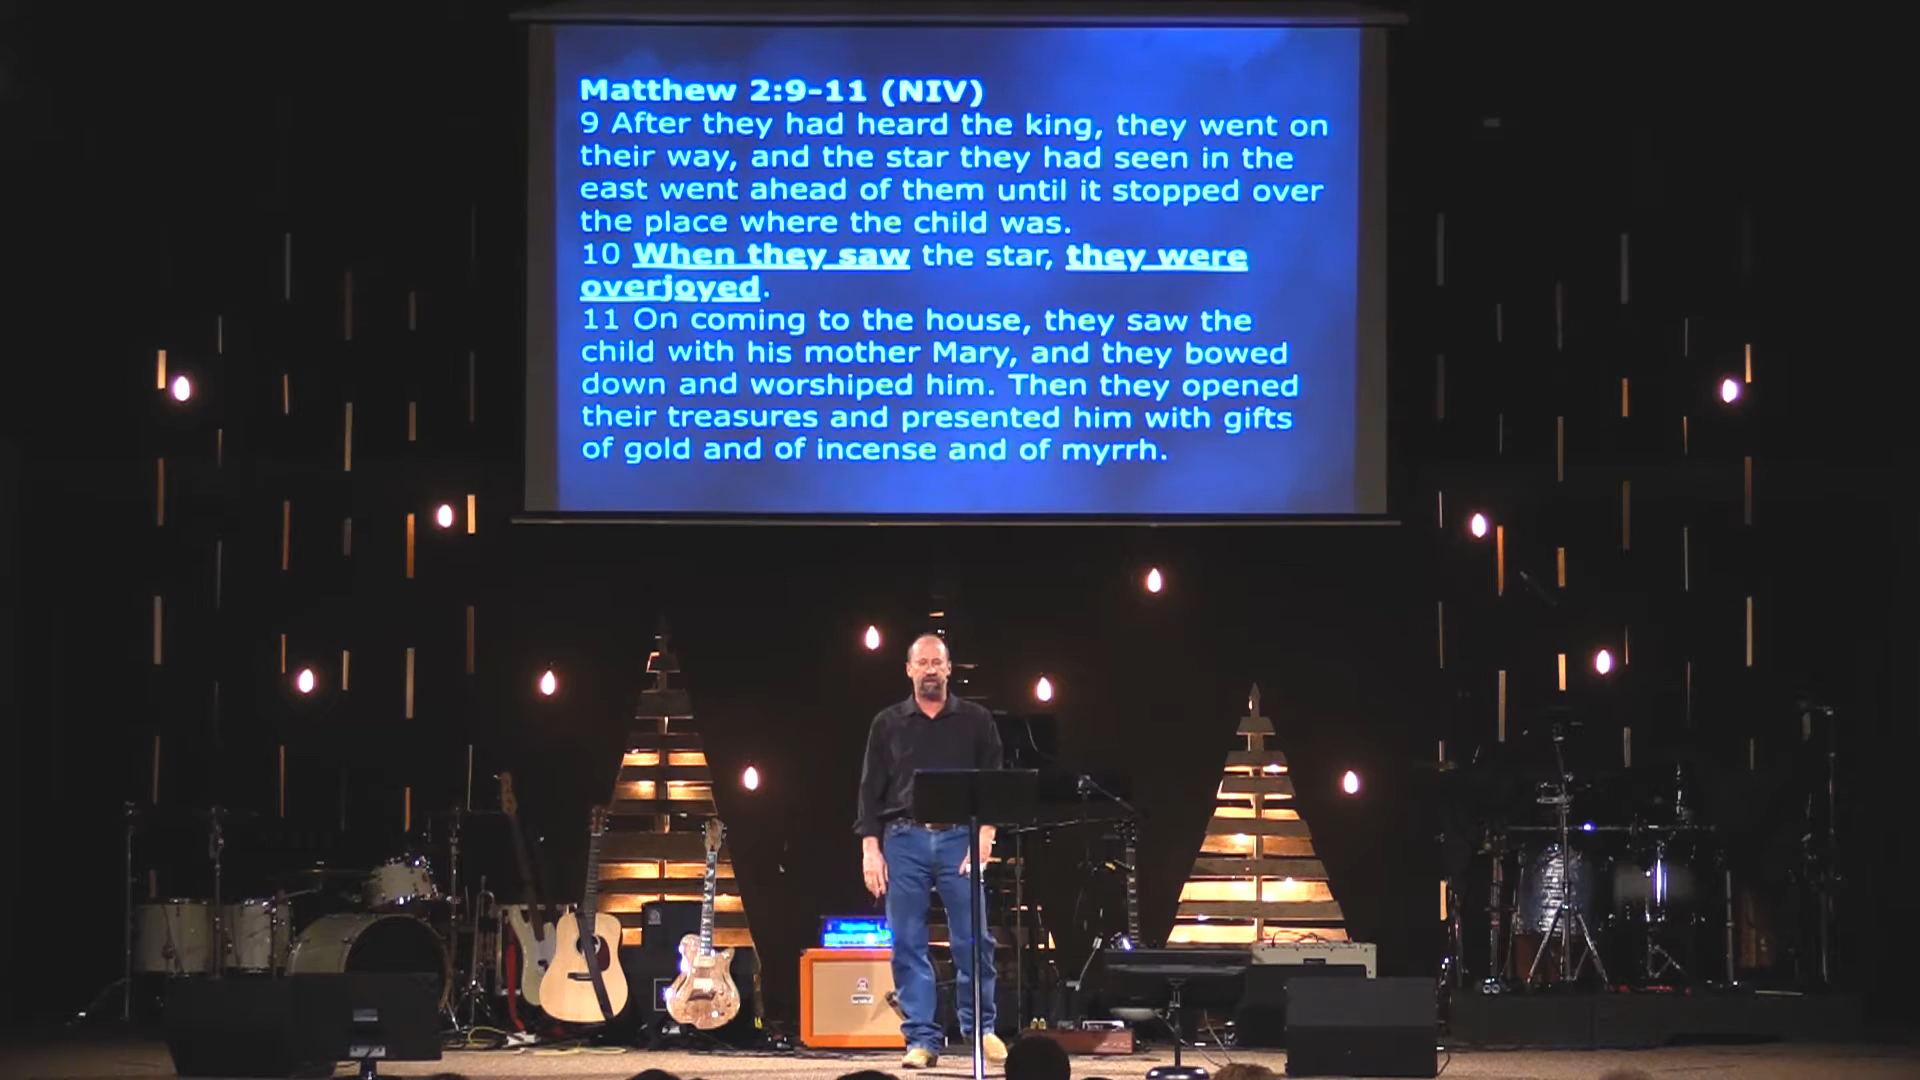 Matthew 2:9-11 (NIV)
9 After they had heard the king, they went on
their way, and the star they had seen in the
east went ahead of them until it stopped over
the place where the child was.
10 When they saw the star, they were
overjoyed.
11 On coming to the house, they saw the
child with his mother Mary, and they bowed
down and worshiped him. Then they opened
their treasures and presented him with gifts
of gold and of incense and of myrrh.